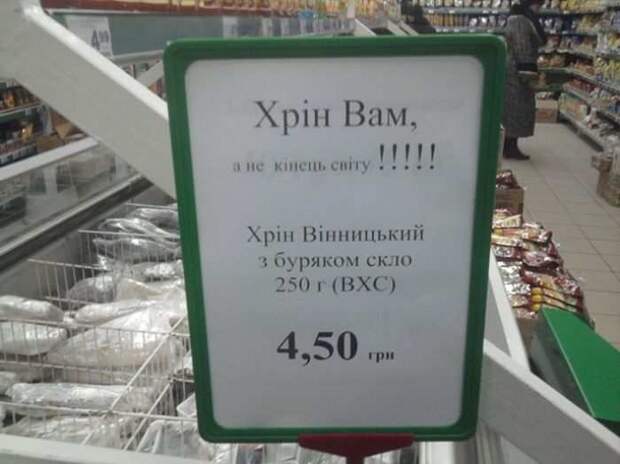 Хрін Вам,
а не кінець світу !!!!!
Хрін Вінницький
з буряком скло
250 г (ВХС)
4,50 грн